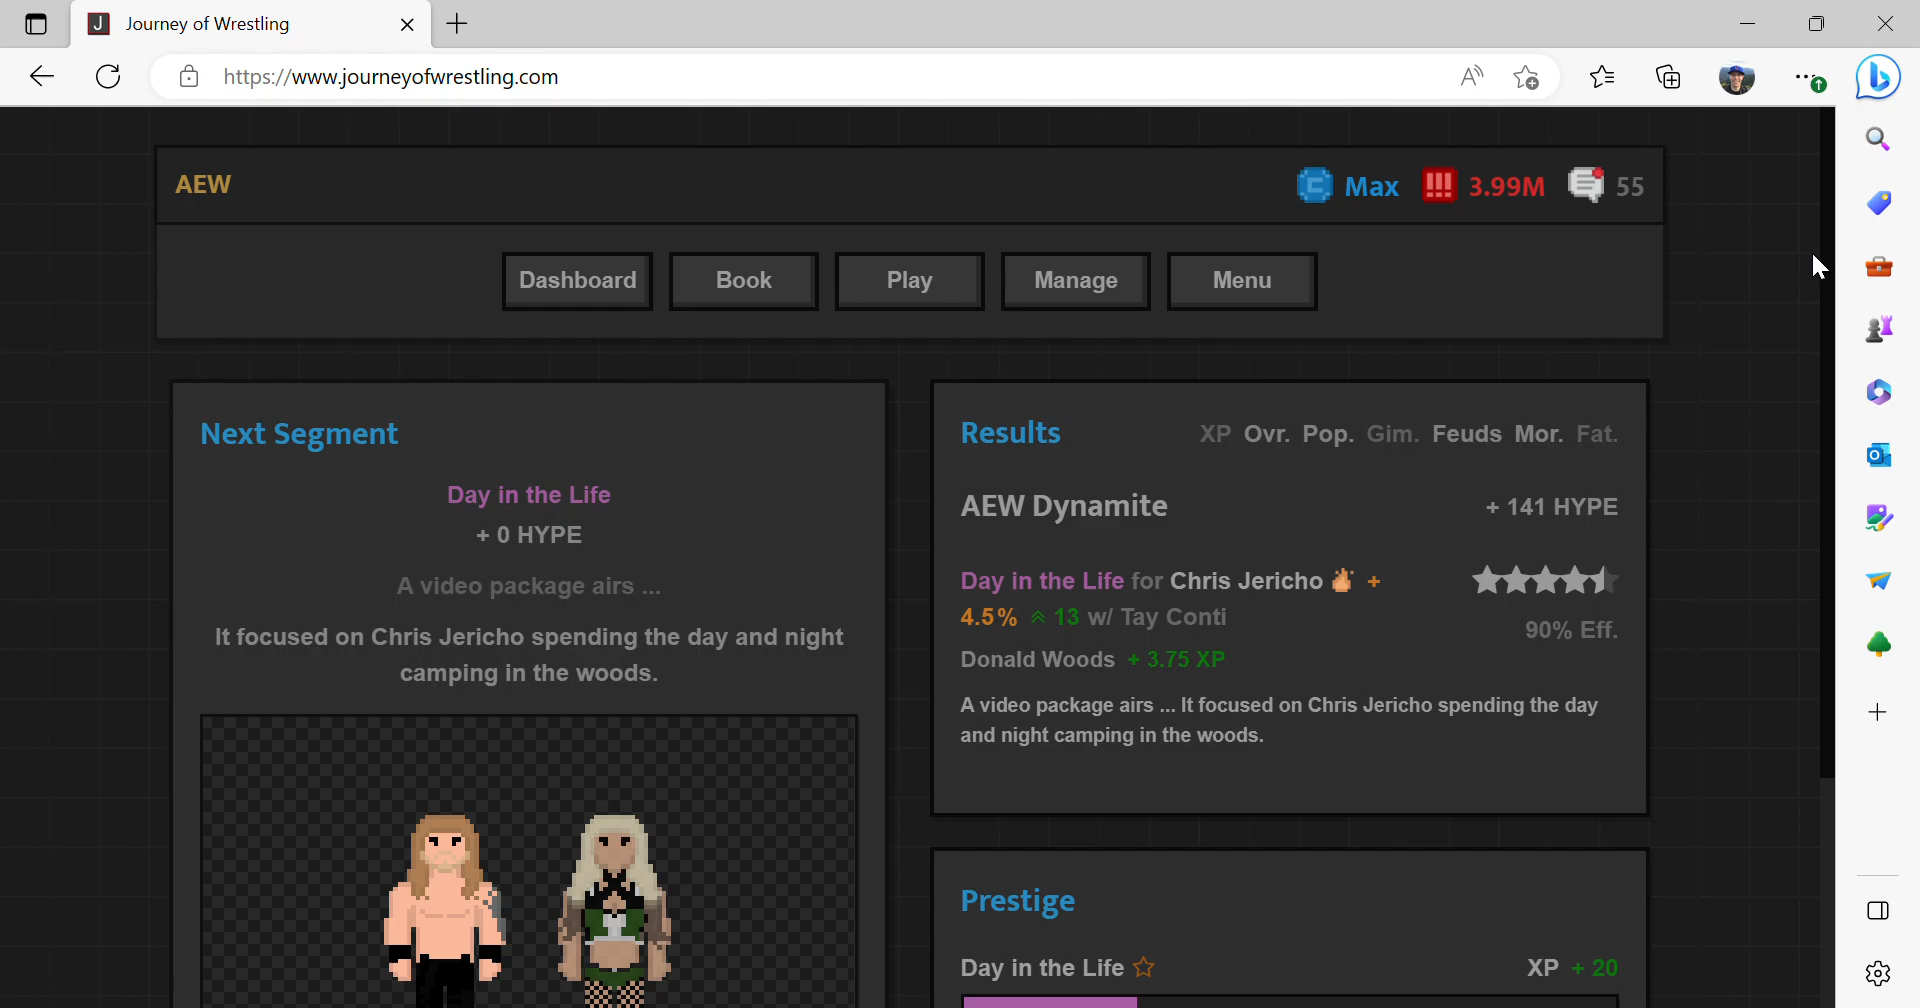 Journey of Wrestling
https://www.journeyofwrestling.com
AEW
Max
3.99M
55
Dashboard
Book
Play
Manage
Menu
Next Segment
Day in the Life
+ 0 HYPE
A video package airs ...
It focused on Chris Jericho spending the day and night
camping in the woods.
Results
XP Ovr. Pop. Gim. Feuds Mor. Fat.
AEW Dynamite
+ 141 HYPE
Day in the Life for Chris Jericho +
4.5% 13 w/ Tay Conti
90% Eff.
Donald Woods + 3.75 XP
A video package airs ... It focused on Chris Jericho spending the day
and night camping in the woods.
Prestige
Day in the Life
XP + 20